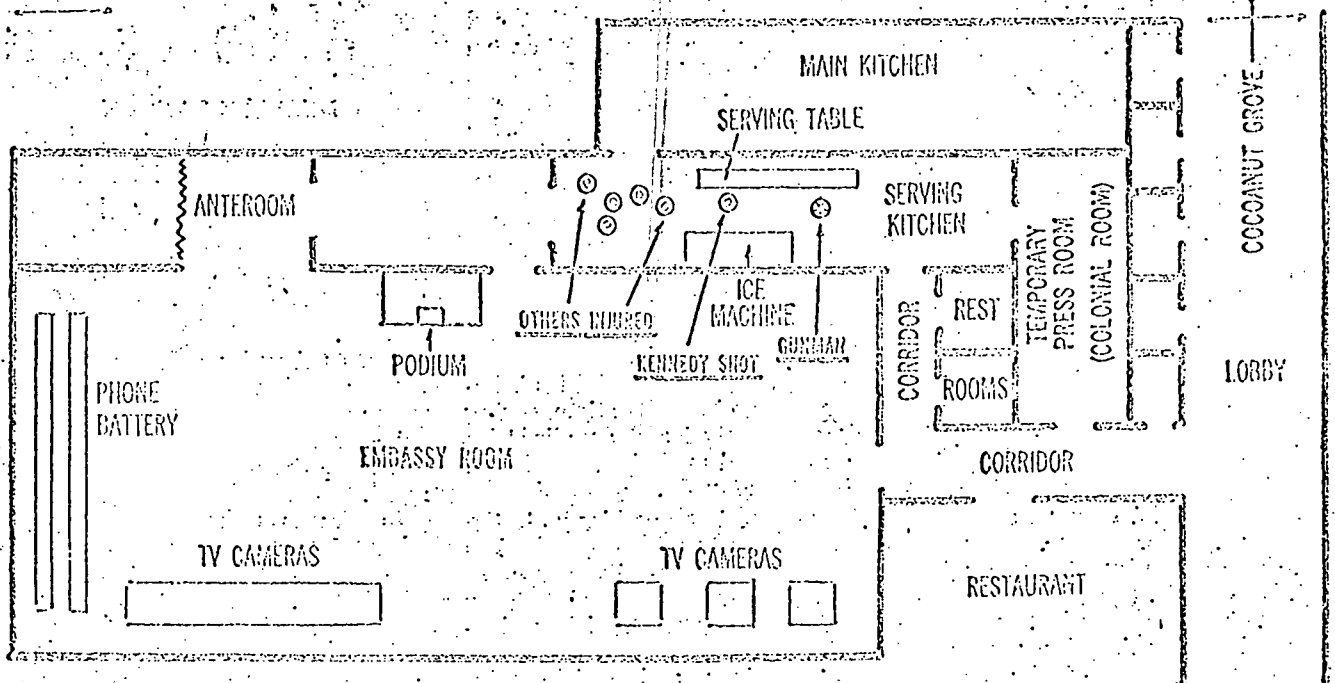 MAIN KITCHEN
SERVING TABLE
COCOANUT GROVE
ANTEROOM
SERVING
KITCHEN
TEMPORARY
PRESS ROOM
(COLONIAL ROOM)
ICE
MACHINE
OTHERS INJURED
KENNEDY SHOT
GUNMAN
PODIUM
CORRIDOR
REST
ROOMS
LOBBY
PHONE
BATTERY
EMBASSY ROOM
CORRIDOR
TV CAMERAS
TV CAMERAS
RESTAURANT